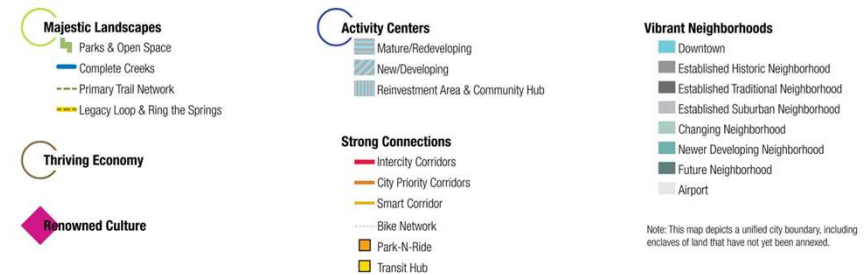 Majestic Landscapes
Parks & Open Space
Complete Creeks
Primary Trail Network
Legacy Loop & Ring the Springs
Thriving Economy
Renowned Culture
Activity Centers
Mature/Redeveloping
New/Developing
Reinvestment Area & Community Hub
Strong Connections
Intercity Corridors
City Priority Corridors
Smart Corridor
Bike Network
Park-N-Ride
Transit Hub
Vibrant Neighborhoods
Downtown
Established Historic Neighborhood
Established Traditional Neighborhood
Established Suburban Neighborhood
Changing Neighborhood
Newer Developing Neighborhood
Future Neighborhood
Airport
Note: This map depicts a unified city boundary, including
enclaves of land that have not yet been annexed.